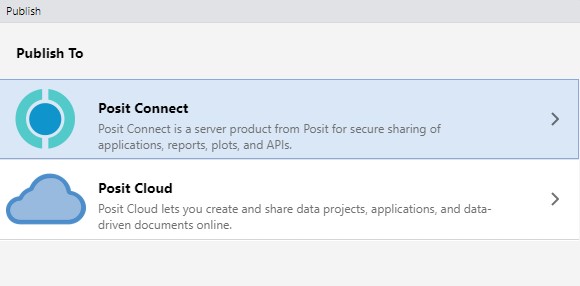 Publish
Publish To
Posit Connect
Posit Connect is a server product from Posit for secure sharing of
applications, reports, plots, and APIs.
Posit Cloud
Posit Cloud lets you create and share data projects, applications, and data-
driven documents online.